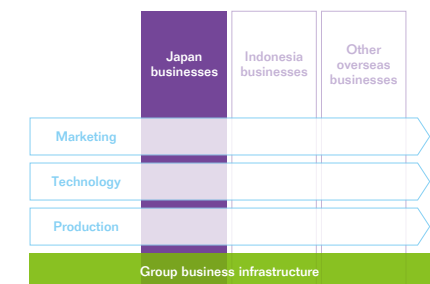 Japan
businesses
Indonesia
businesses
Other
overseas
businesses
Marketing
Technology
Production
Group business infrastructure